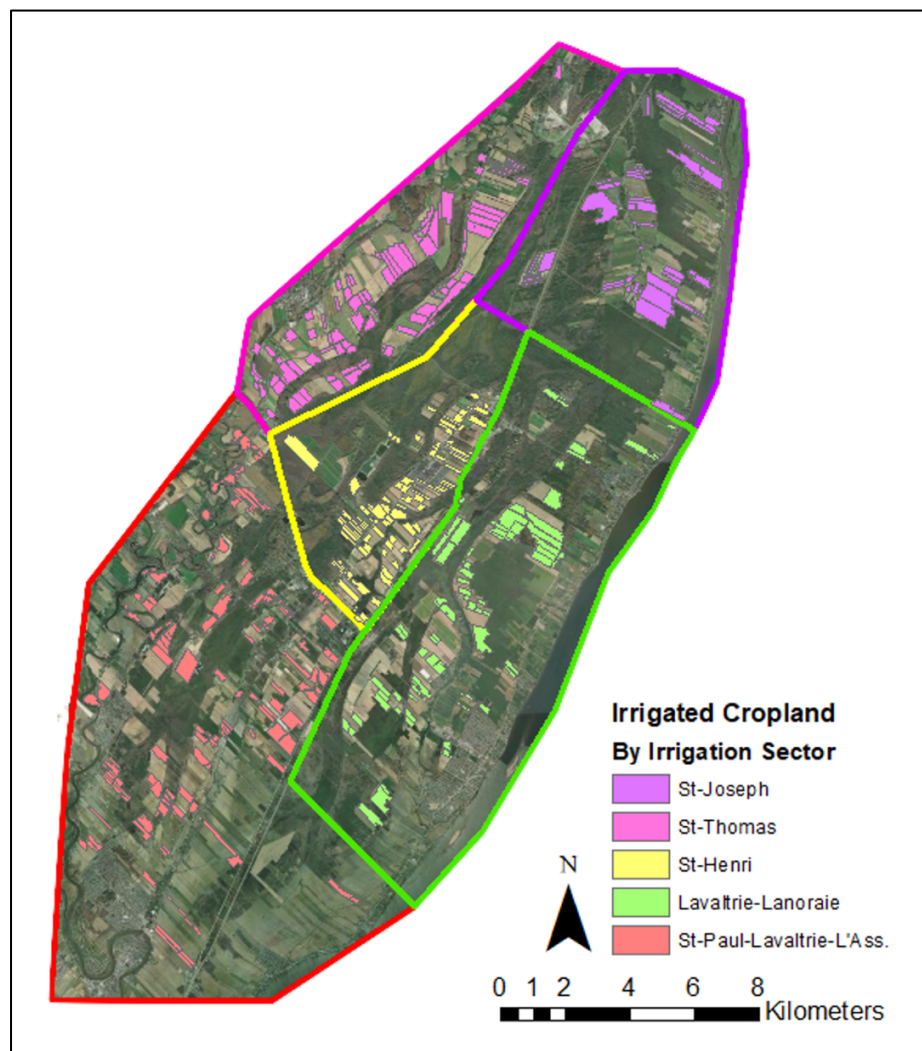 Irrigated Cropland
By Irrigation Sector
St-Joseph
St-Thomas
St-Henri
Lavaltrie-Lanoraie
St-Paul-Lavaltrie-L'Ass.
N
0 1 2 4 6 8
Kilometers